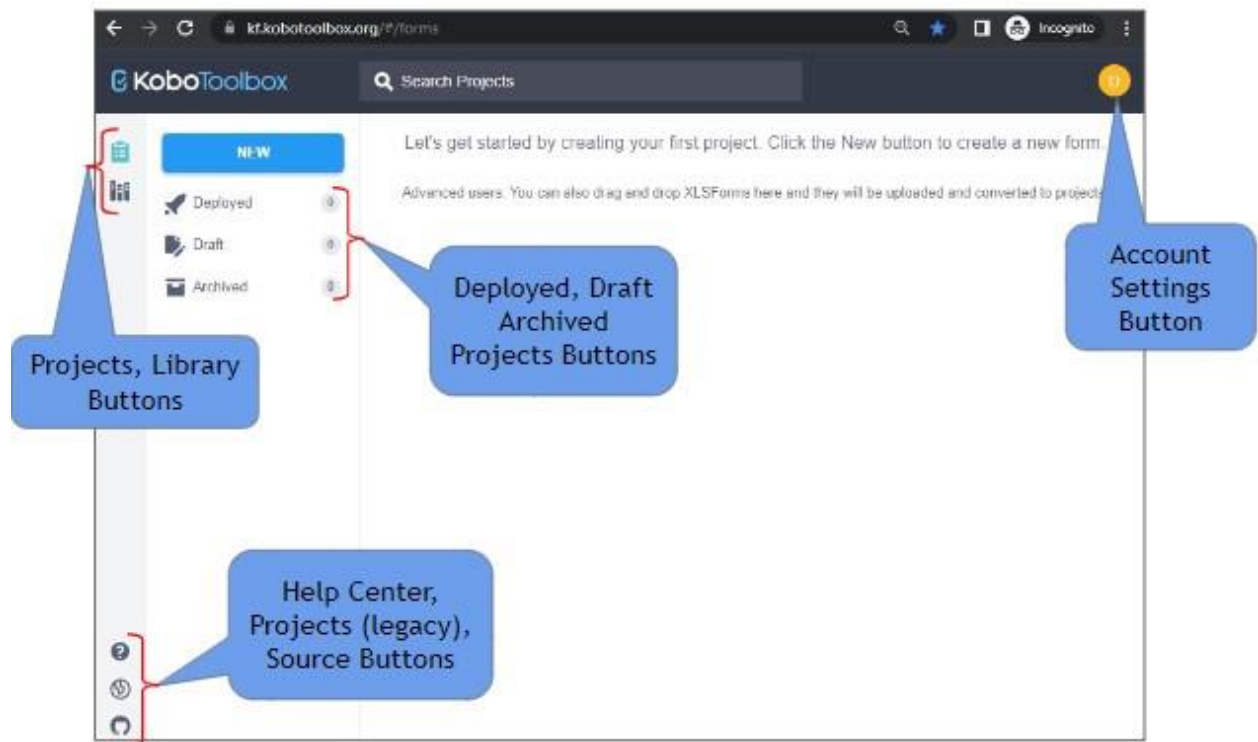 kf.kobotoolbox.org/#/forms
Incognito
KoboToolbox
Search Projects
NEW
Let's get started by creating your first project. Click the New button to create a new form.
Advanced users: You can also drag and drop XLSForms here and they will be uploaded and converted to projects
Deployed 0
Draft 0
Archived 0
Deployed, Draft
Archived
Projects Buttons
Account
Settings
Button
Projects, Library
Buttons
Help Center,
Projects (legacy),
Source Buttons